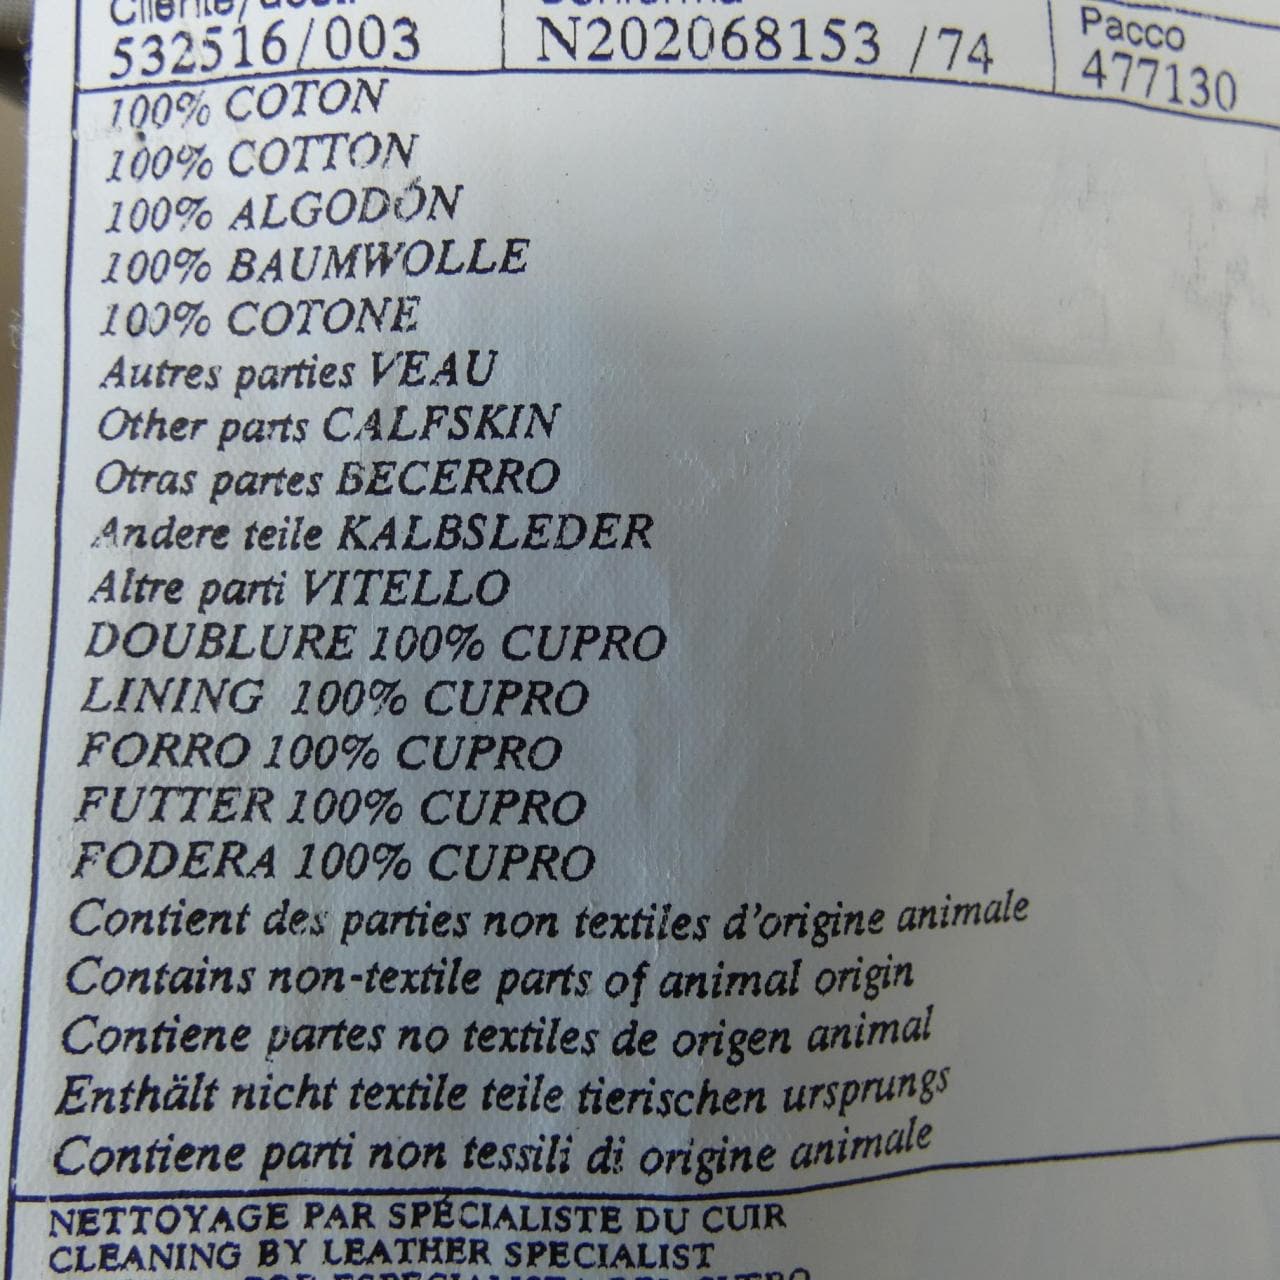 532516/003
N202068153 /74
Pacco
477130
100% COTON
100% COTTON
100% ALGODÓN
100% BAUMWOLLE
100% COTONE
Autres parties VEAU
Other parts CALFSKIN
Otras partes BECERRO
Andere teile KALBSLEDER
Altre parti VITELLO
DOUBLURE 100% CUPRO
LINING 100% CUPRO
FORRO 100% CUPRO
FUTTER 100% CUPRO
FODERA 100% CUPRO
Contient des parties non textiles d'origine animale
Contains non-textile parts of animal origin
Contiene partes no textiles de origen animal
Enthält nicht textile teile tierischen ursprungs
Contiene parti non tessili di origine animale
NETTOYAGE PAR SPÉCIALISTE DU CUIR
CLEANING BY LEATHER SPECIALIST